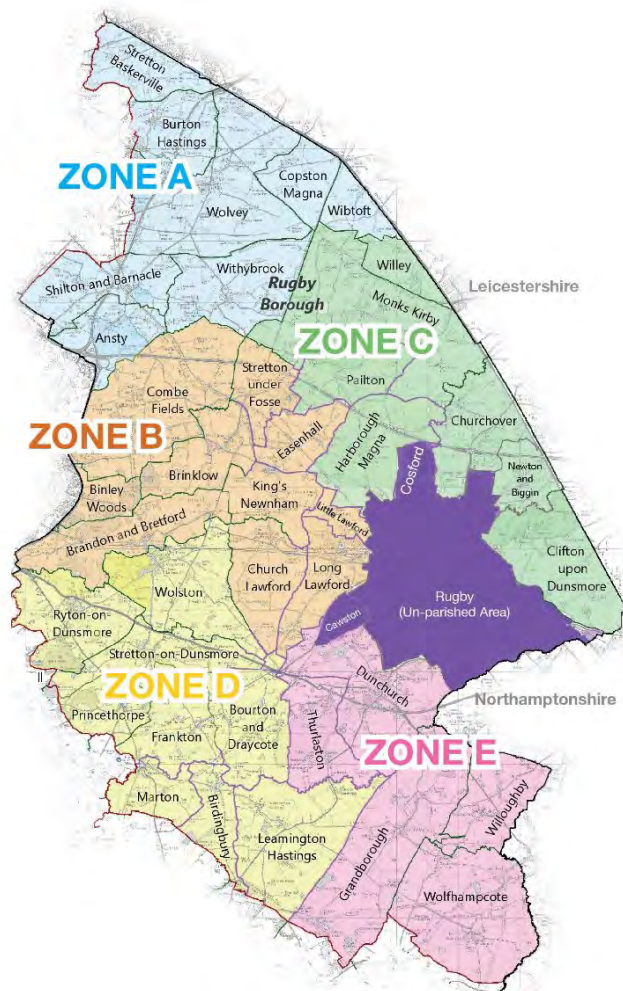 Stretton
Baskerville
Burton
Hastings
ZONE A
Copston
Magna
Wibtoft
Wolvey
Withybrook
Shilton and Barnacle
Rugby
Borough
Ansty
Willey
Leicestershire
Monks Kirby
ZONE C
Pailton
Stretton
under
Fosse
Combe
Fields
ZONE B
Easenhall
Harborough
Magna
Churchover
Cosford
Newton
and
Biggin
Brinklow
Binley
Woods
King's
Newnham
Little Lawford
Brandon and Bretford
Church
Lawford
Long
Lawford
Clifton
upon
Dunsmore
Rugby
(Un-parished Area)
Cawston
Wolston
Ryton-on-
Dunsmore
Stretton-on-Dunsmore
ZONE D
Princethorpe
Frankton
Bourton
and
Draycote
Dunchurch
Thurlaston
Northamptonshire
ZONE E
Marton
Birdingbury
Leamington
Hastings
Grandborough
Willoughby
Wolfhampcote